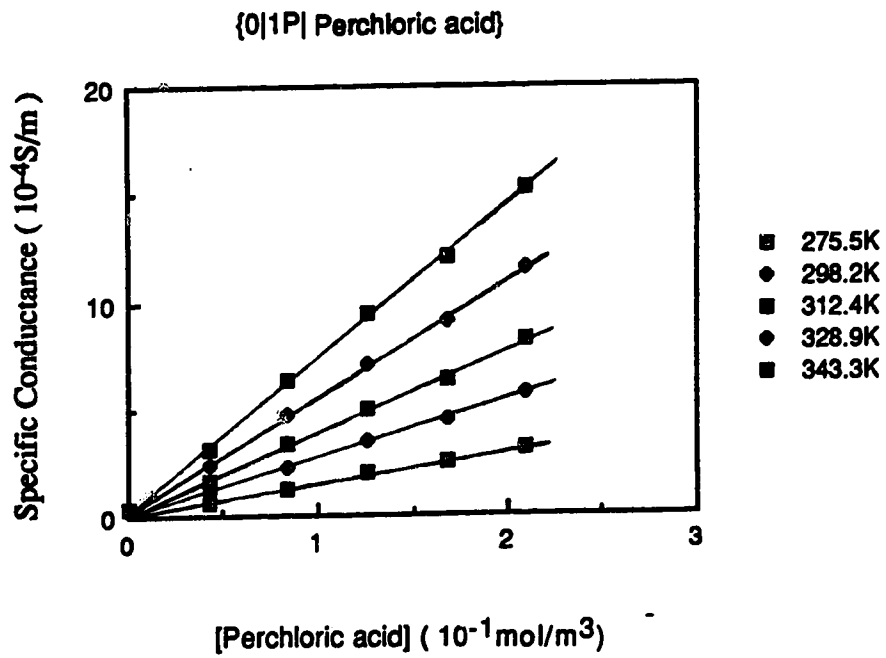 {0|1P| Perchloric acid}
Specific Conductance ( 10⁻⁴S/m )
20
10
0
0 1 2 3
[Perchloric acid] ( 10⁻¹mol/m³)
275.5K
298.2K
312.4K
328.9K
343.3K